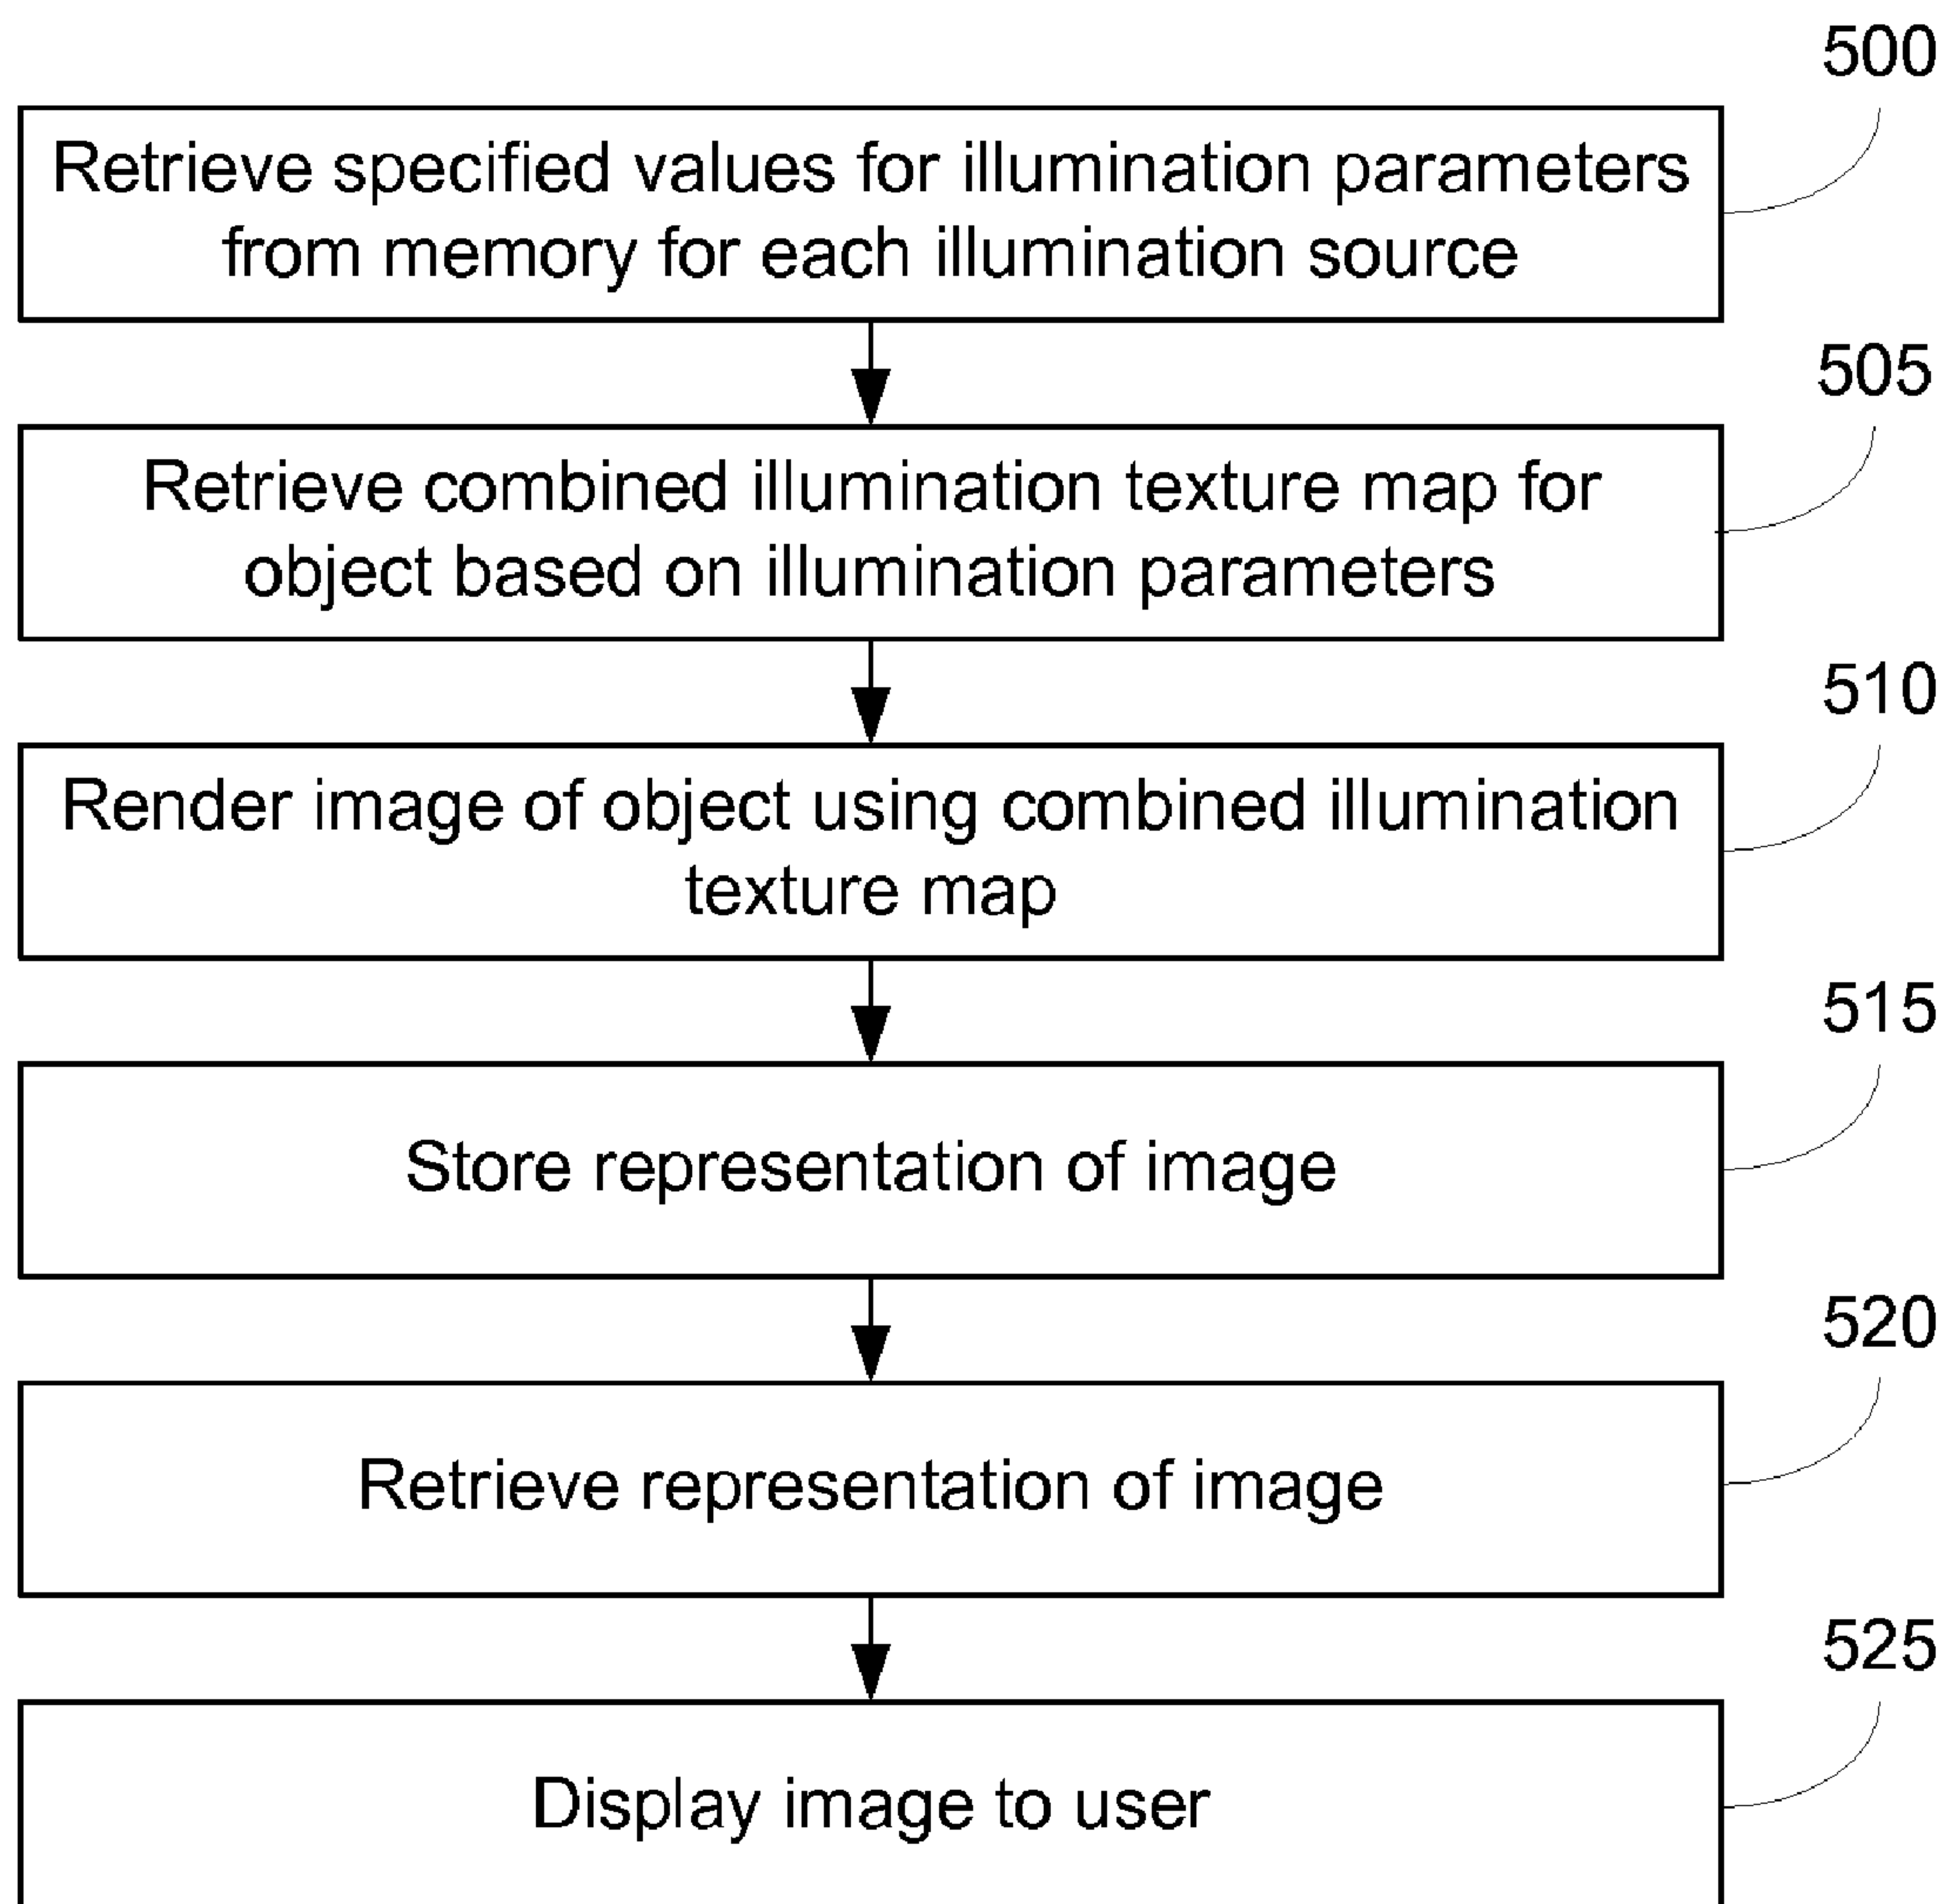 500
Retrieve specified values for illumination parameters
from memory for each illumination source
505
Retrieve combined illumination texture map for
object based on illumination parameters
510
Render image of object using combined illumination
texture map
515
Store representation of image
520
Retrieve representation of image
525
Display image to user